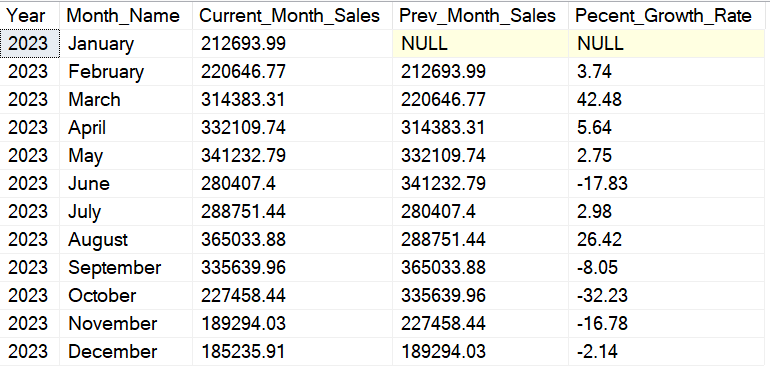 Year Month_Name Current_Month_Sales Prev_Month_Sales Pecent_Growth_Rate
2023 January 212693.99 NULL NULL
2023 February 220646.77 212693.99 3.74
2023 March 314383.31 220646.77 42.48
2023 April 332109.74 314383.31 5.64
2023 May 341232.79 332109.74 2.75
2023 June 280407.4 341232.79 -17.83
2023 July 288751.44 280407.4 2.98
2023 August 365033.88 288751.44 26.42
2023 September 335639.96 365033.88 -8.05
2023 October 227458.44 335639.96 -32.23
2023 November 189294.03 227458.44 -16.78
2023 December 185235.91 189294.03 -2.14